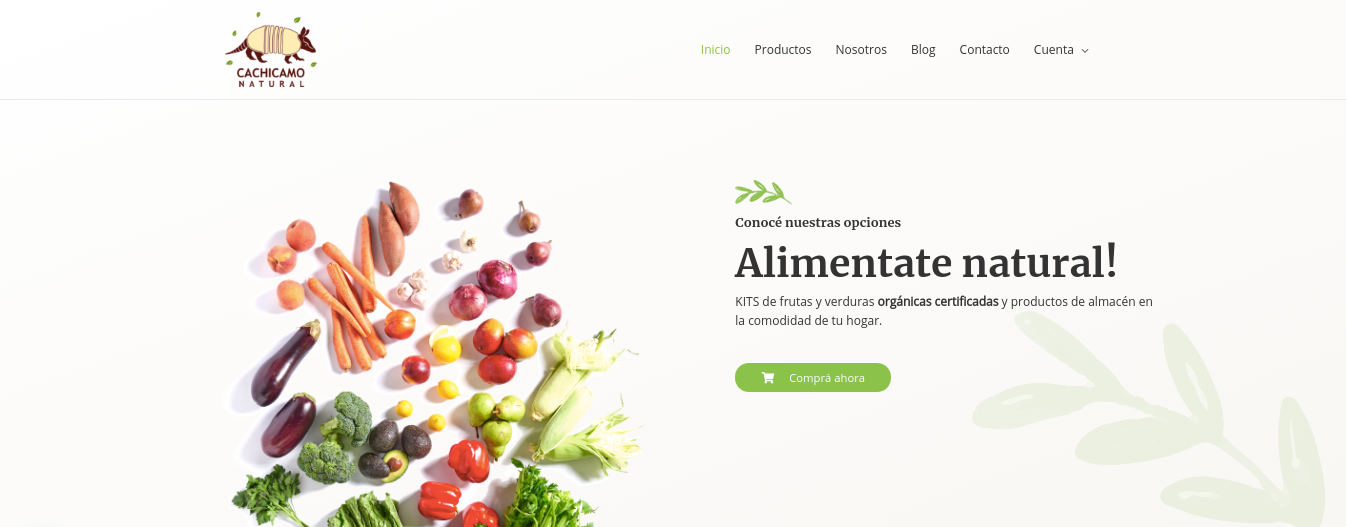 CACHICAMO
NATURAL
Inicio
Productos
Nosotros
Blog
Contacto
Cuenta
Conocé nuestras opciones
Alimentate natural!
KITS de frutas y verduras orgánicas certificadas y productos de almacén en
la comodidad de tu hogar.
Comprá ahora